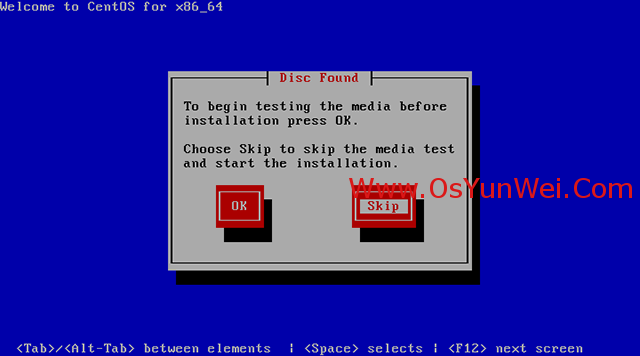 Welcome to CentOS for x86_64
Disc Found
To begin testing the media before
installation press OK.
Choose Skip to skip the media test
and start the installation.
Www.OsYunWei.Com
OK
Skip
<Tab>/<Alt-Tab> between elements | <Space> selects | <F12> next screen